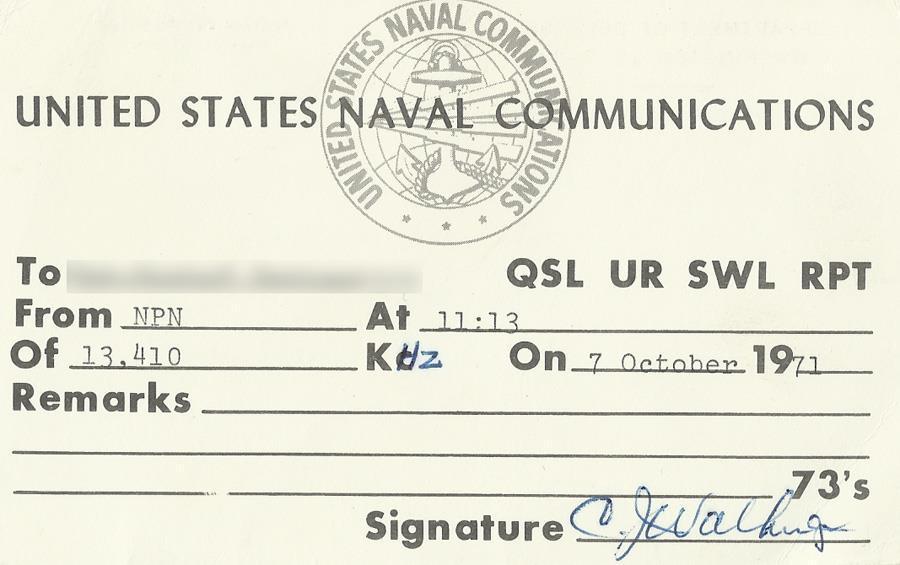 UNITED STATES NAVAL COMMUNICATIONS
UNITED STATES NAVAL COMMUNICATIONS
To QSL UR SWL RPT
From NPN At 11:13
Of 13,410 KHz On 7 October 1971
Remarks
73's
Signature C. J.